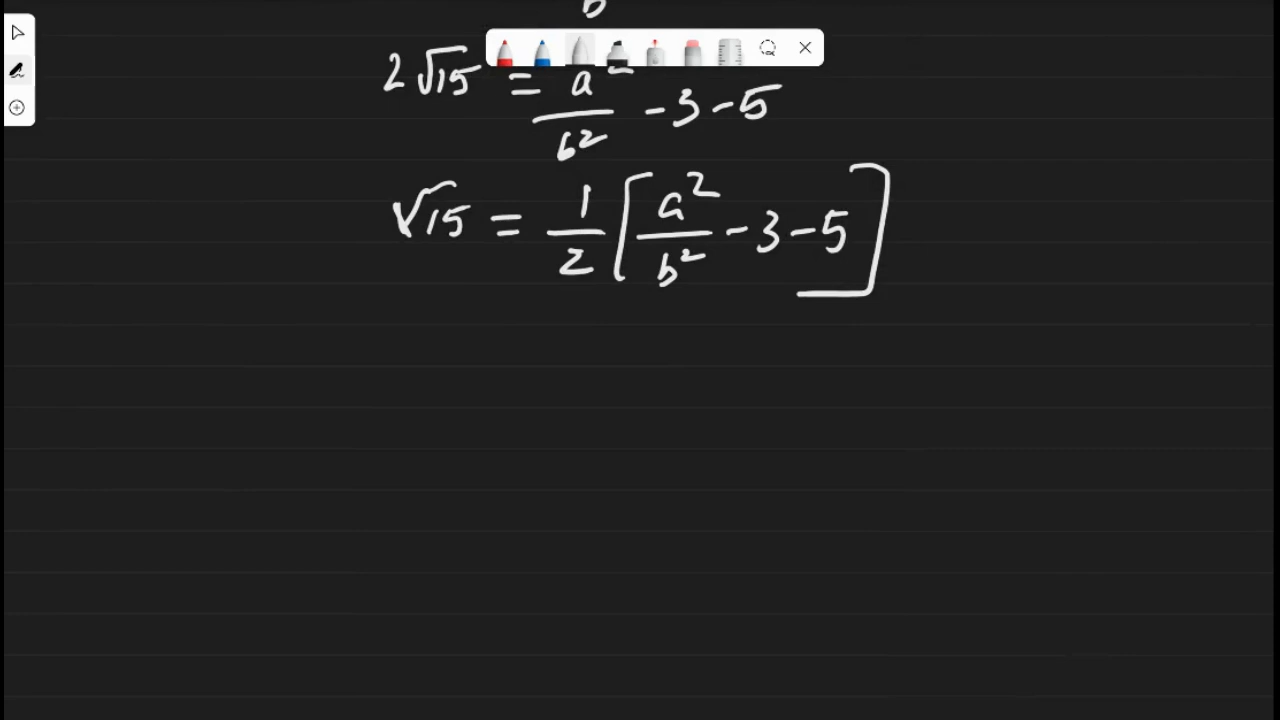 b
2√15 = a²/b² - 3 - 5
√15 = 1/2 [a²/b² - 3 - 5]